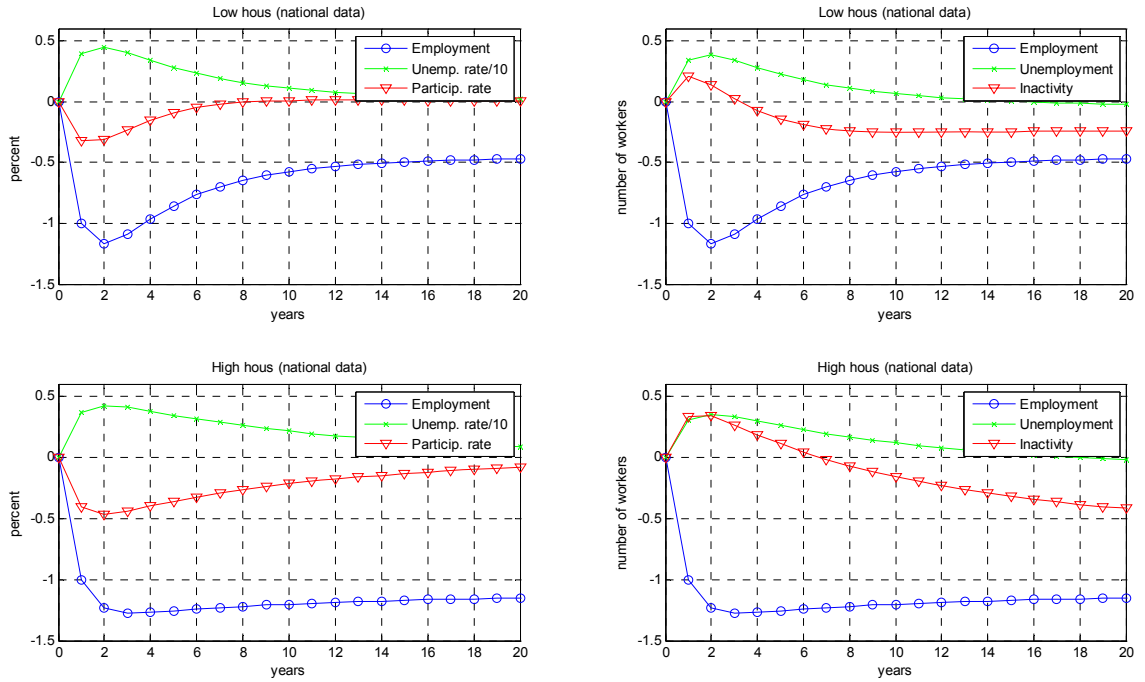 Low hous (national data)
0.5
0
-0.5
-1
-1.5
percent
0 2 4 6 8 10 12 14 16 18 20
years
Employment
Unemp. rate/10
Particip. rate
Low hous (national data)
0.5
0
-0.5
-1
-1.5
number of workers
0 2 4 6 8 10 12 14 16 18 20
years
Employment
Unemployment
Inactivity
High hous (national data)
0.5
0
-0.5
-1
-1.5
percent
0 2 4 6 8 10 12 14 16 18 20
years
Employment
Unemp. rate/10
Particip. rate
High hous (national data)
0.5
0
-0.5
-1
-1.5
number of workers
0 2 4 6 8 10 12 14 16 18 20
years
Employment
Unemployment
Inactivity